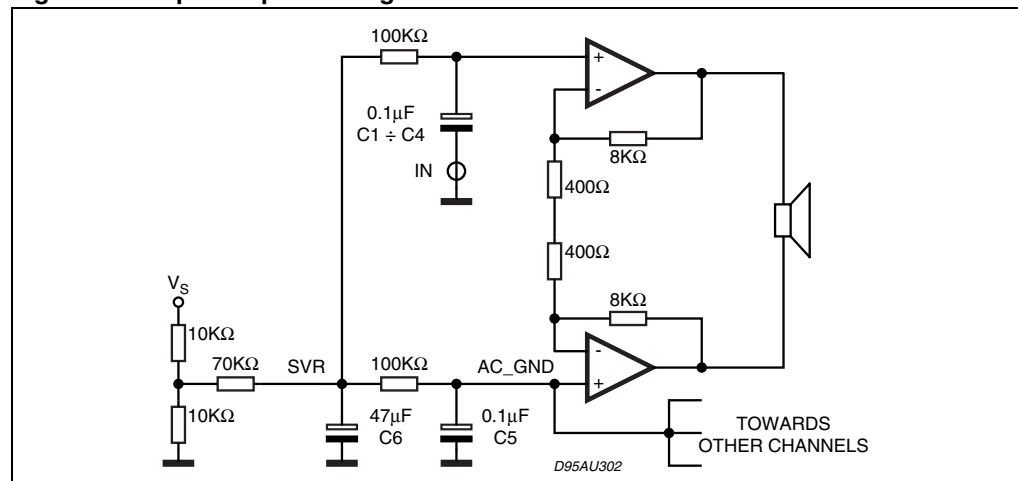 100KΩ
+
-
0.1μF
C1 ÷ C4
8KΩ
IN
400Ω
400Ω
VS
8KΩ
10KΩ
70KΩ
SVR
100KΩ
AC_GND
-
+
10KΩ
47μF
C6
0.1μF
C5
TOWARDS
OTHER CHANNELS
D95AU302